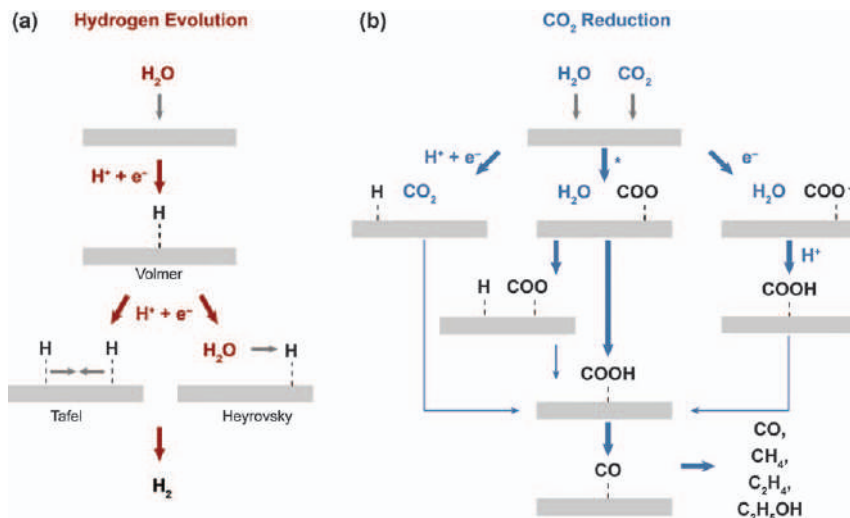 (a) Hydrogen Evolution
H₂O
H⁺ + e⁻
H
Volmer
H⁺ + e⁻
H H
H₂O H
Tafel
Heyrovsky
H₂
(b) CO₂ Reduction
H₂O CO₂
H⁺ + e⁻
*
e⁻
H CO₂
H₂O COO
H₂O COO⁻
H⁺
H COO
COOH
COOH
CO
CO,
CH₄,
C₂H₄,
C₂H₅OH